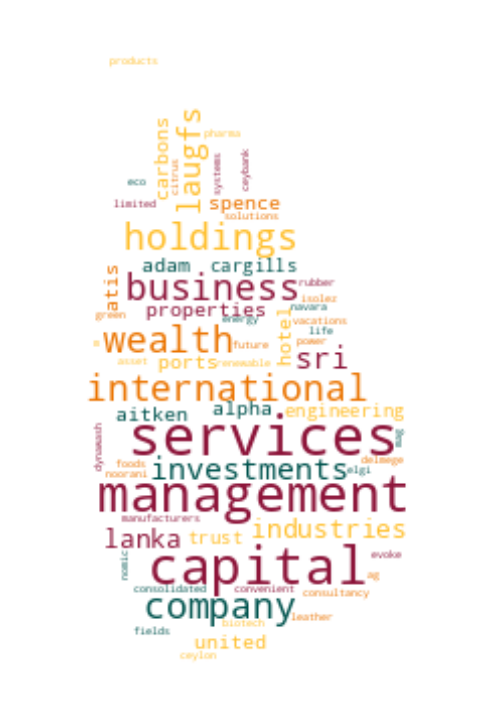 products
laugfs
carbons
pharma
citrus
systems
ceybank
eco
limited
spence
solutions
holdings
adam cargills
atis
business
rubber
isolez
properties
navara
green
energy
vacations
life
hotel
wealth
future
power
sri
asset
ports
renewable
international
aitken
alpha
engineering
services
dynawash
foods
investments
delmege
noorani
elgi
management
manufacturers
industries
lanka
trust
nomic
capital
evoke
ag
consolidated
convenient
consultancy
company
leather
biotech
fields
united
ceylon